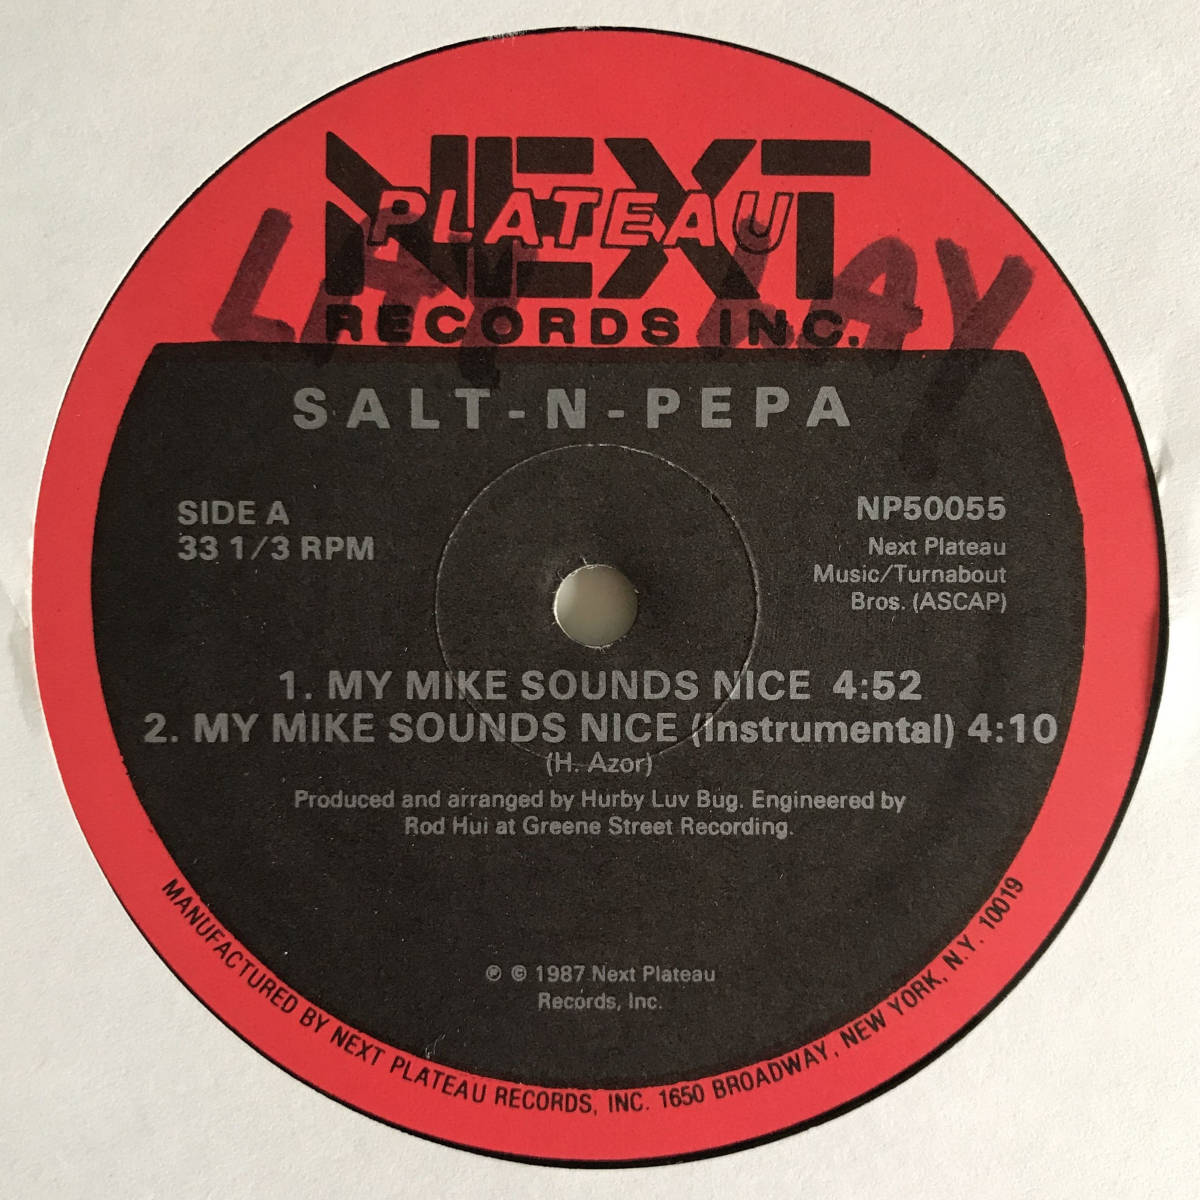 NEXT
PLATEAU
RECORDS INC.
LAY LAY
SALT-N-PEPA
SIDE A
33 1/3 RPM
NP50055
Next Plateau
Music/Turnabout
Bros. (ASCAP)
1. MY MIKE SOUNDS NICE 4:52
2. MY MIKE SOUNDS NICE (Instrumental) 4:10
(H. Azor)
Produced and arranged by Hurby Luv Bug. Engineered by
Rod Hui at Greene Street Recording.
℗ © 1987 Next Plateau
Records, Inc.
MANUFACTURED BY NEXT PLATEAU RECORDS, INC. 1650 BROADWAY, NEW YORK, N.Y. 10019